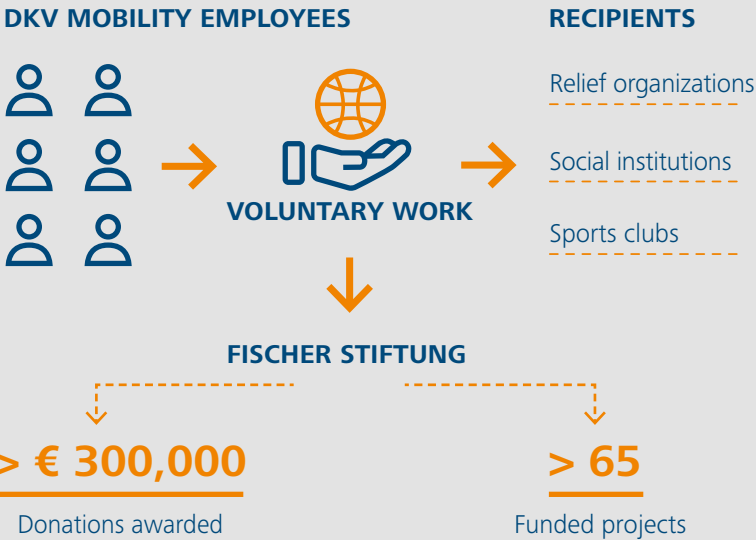 DKV MOBILITY EMPLOYEES
RECIPIENTS
Relief organizations
Social institutions
Sports clubs
VOLUNTARY WORK
FISCHER STIFTUNG
> € 300,000
Donations awarded
> 65
Funded projects